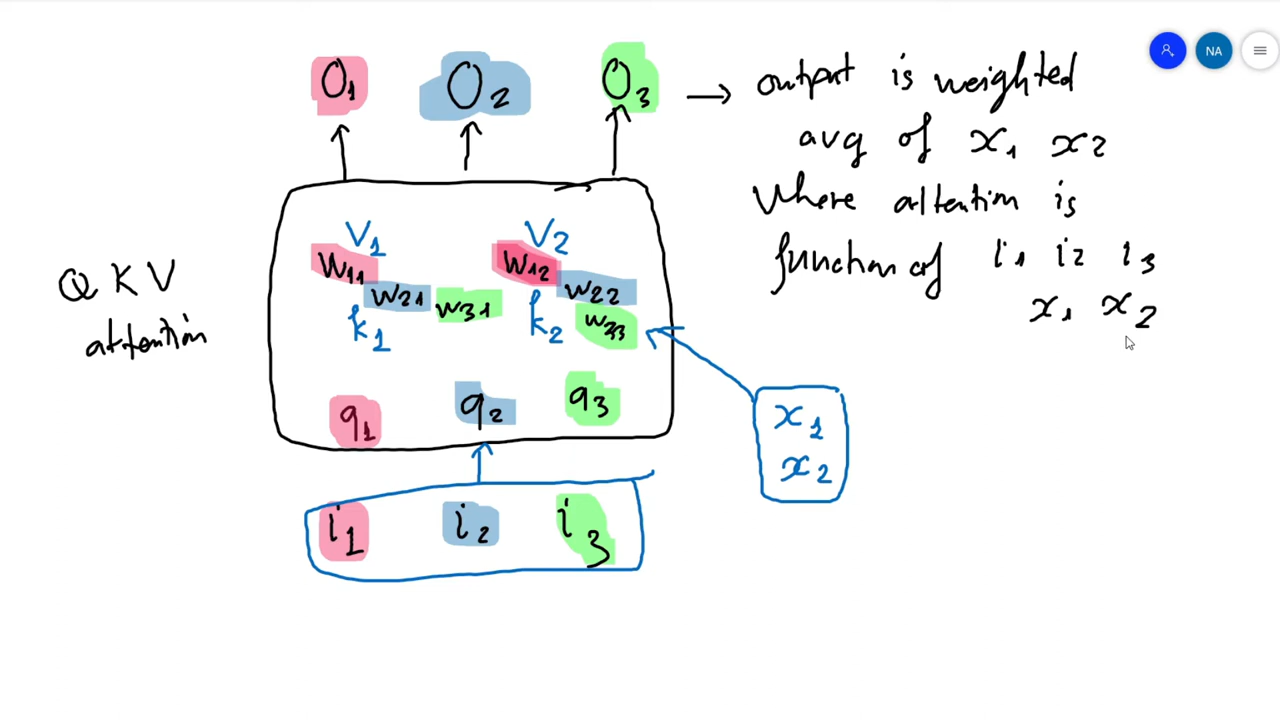 O1 O2 O3
→ output is weighted
avg of x1 x2
Where attention is
function of i1 i2 i3
x1 x2
NA
Q K V
attention
V1 V2
W11 W12
W21 W31 W22
k1 k2 W33
q1 q2 q3
x1
x2
i1 i2 i3